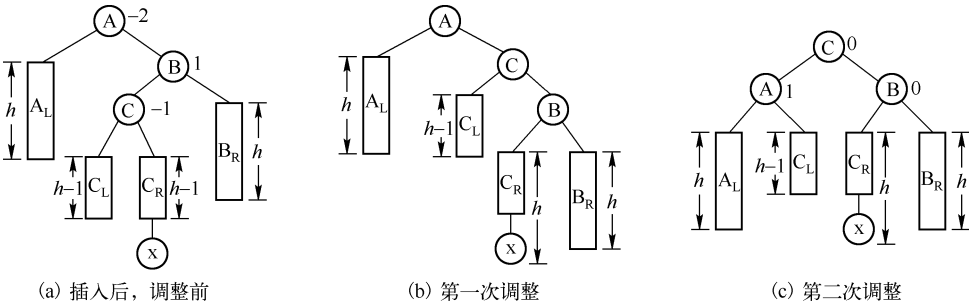 A −2
B 1
C −1
h
A_L
B_R
h
h−1
C_L
C_R
h−1
x
(a) 插入后，调整前
A
C
B
h
A_L
h−1
C_L
C_R
h
B_R
h
x
(b) 第一次调整
C 0
A 1
B 0
h
A_L
h−1
C_L
C_R
h
B_R
h
x
(c) 第二次调整